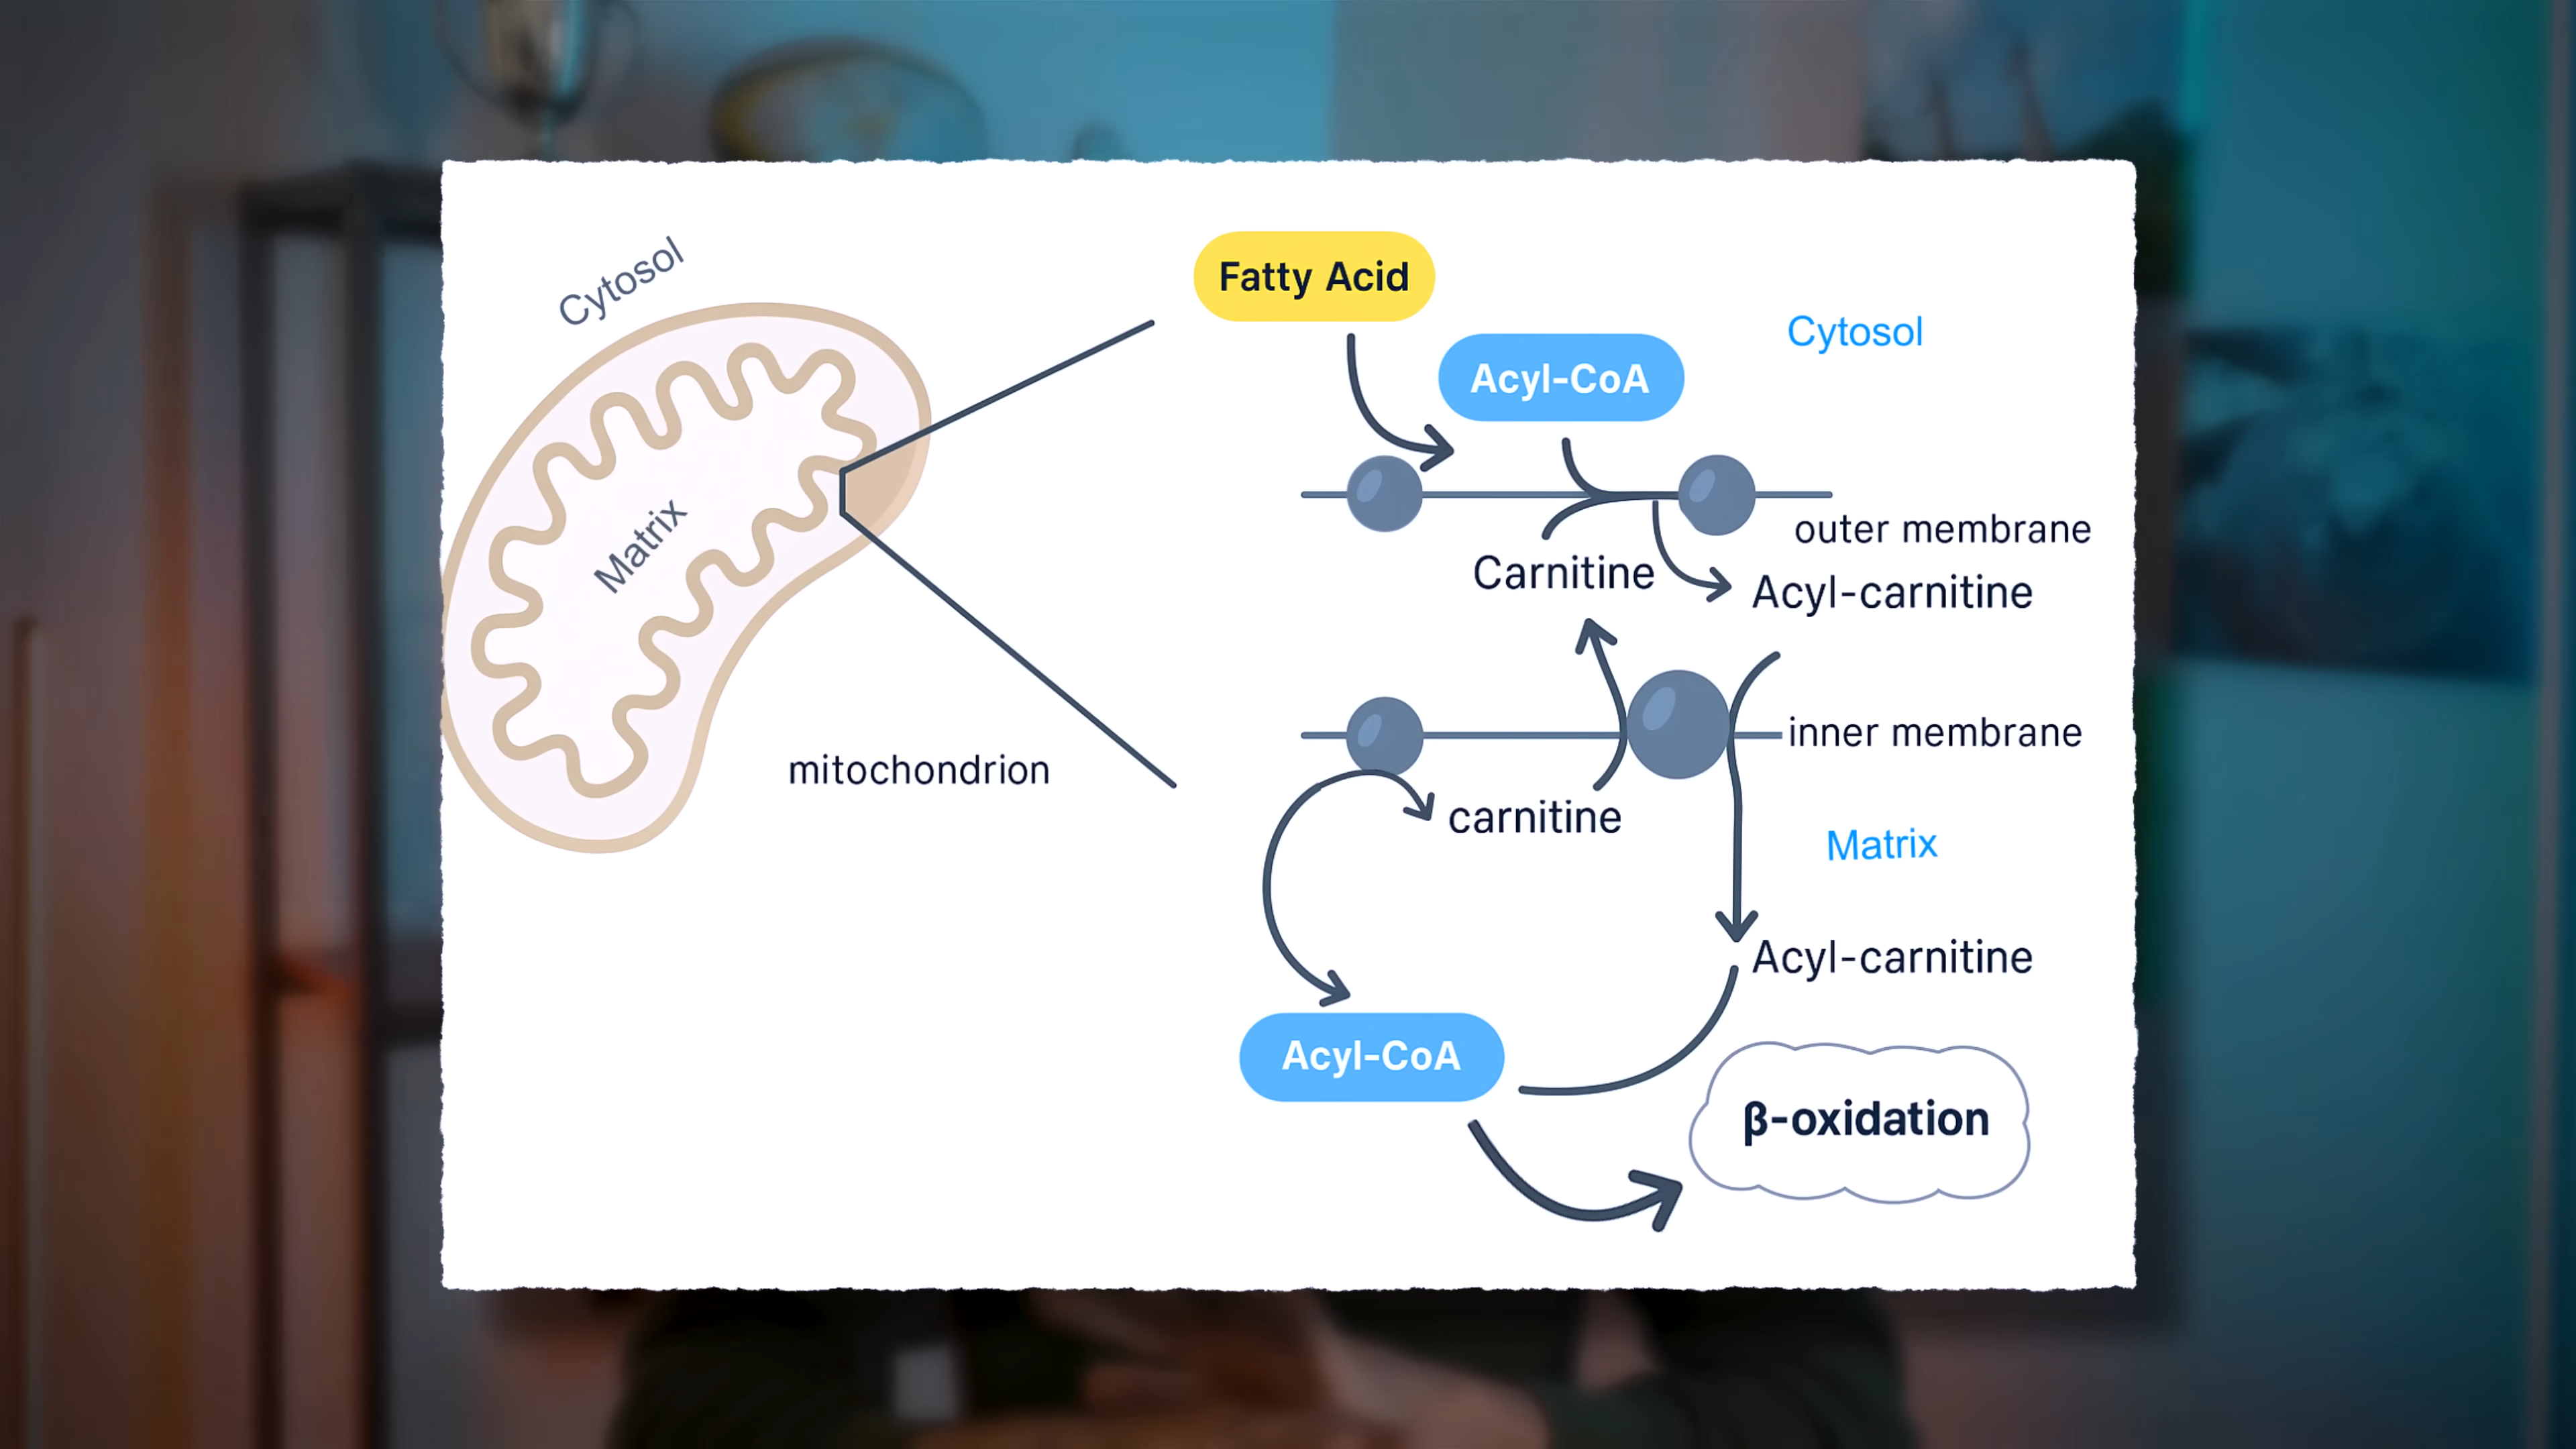 Cytosol
Matrix
mitochondrion
Fatty Acid
Acyl-CoA
Cytosol
outer membrane
Carnitine
Acyl-carnitine
inner membrane
carnitine
Matrix
Acyl-carnitine
Acyl-CoA
β-oxidation